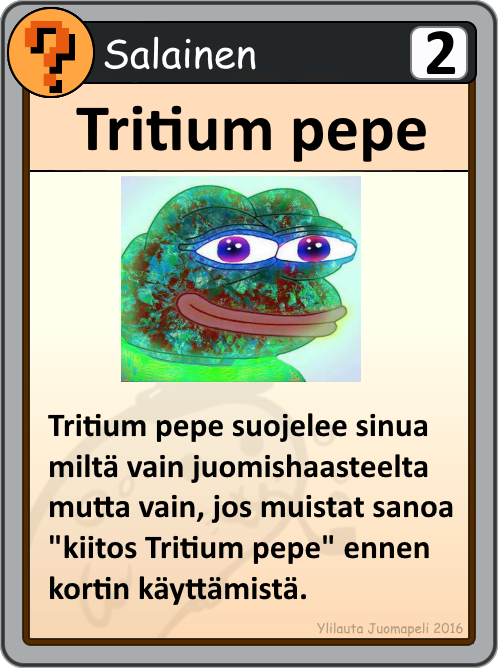 Salainen
2
Tritium pepe
Tritium pepe suojelee sinua
miltä vain juomishaasteelta
mutta vain, jos muistat sanoa
"kiitos Tritium pepe" ennen
kortin käyttämistä.
Ylilauta Juomapeli 2016